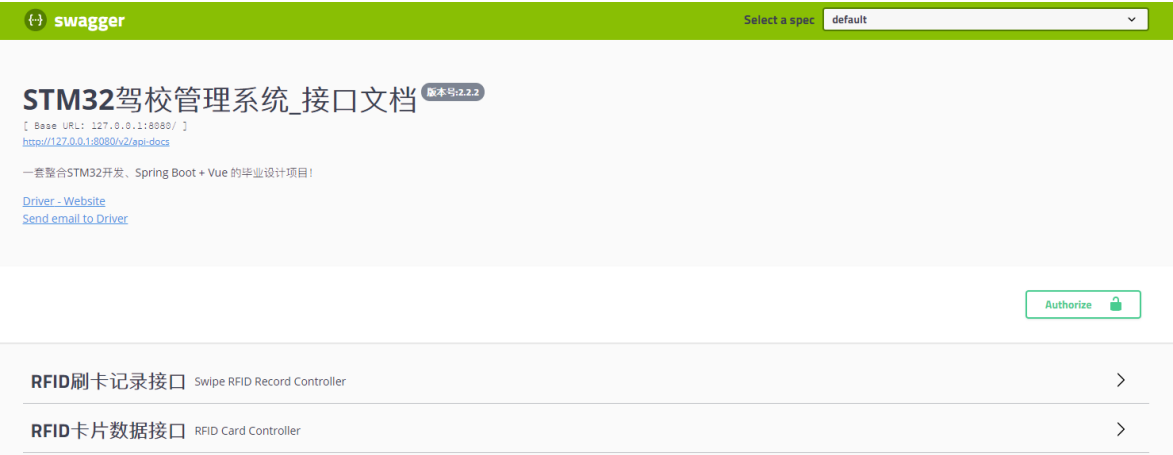 swagger
Select a spec default
STM32驾校管理系统_接口文档 版本号:2.2.2
[ Base URL: 127.0.0.1:8080/ ]
http://127.0.0.1:8080/v2/api-docs
一套整合STM32开发、Spring Boot + Vue 的毕业设计项目!
Driver - Website
Send email to Driver
Authorize
RFID刷卡记录接口 Swipe RFID Record Controller
RFID卡片数据接口 RFID Card Controller